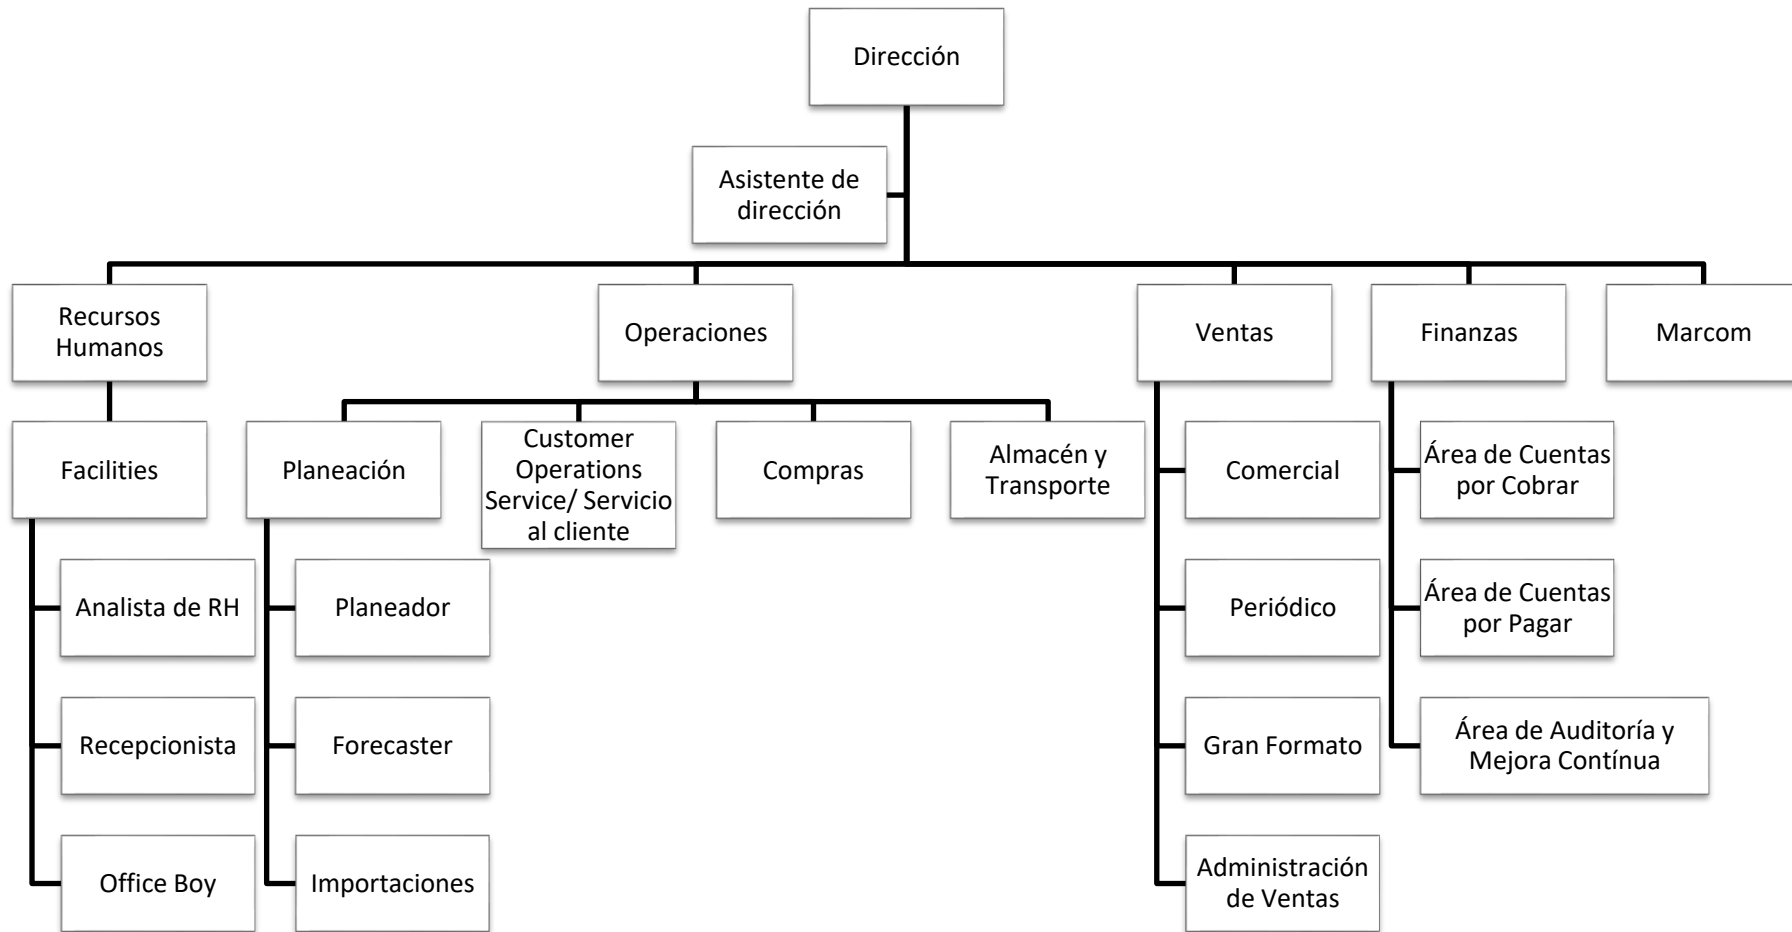 Dirección
Asistente de
dirección
Recursos
Humanos
Operaciones
Ventas
Finanzas
Marcom
Facilities
Planeación
Customer
Operations
Service/ Servicio
al cliente
Compras
Almacén y
Transporte
Comercial
Área de Cuentas
por Cobrar
Analista de RH
Planeador
Periódico
Área de Cuentas
por Pagar
Recepcionista
Forecaster
Gran Formato
Área de Auditoría y
Mejora Contínua
Office Boy
Importaciones
Administración
de Ventas